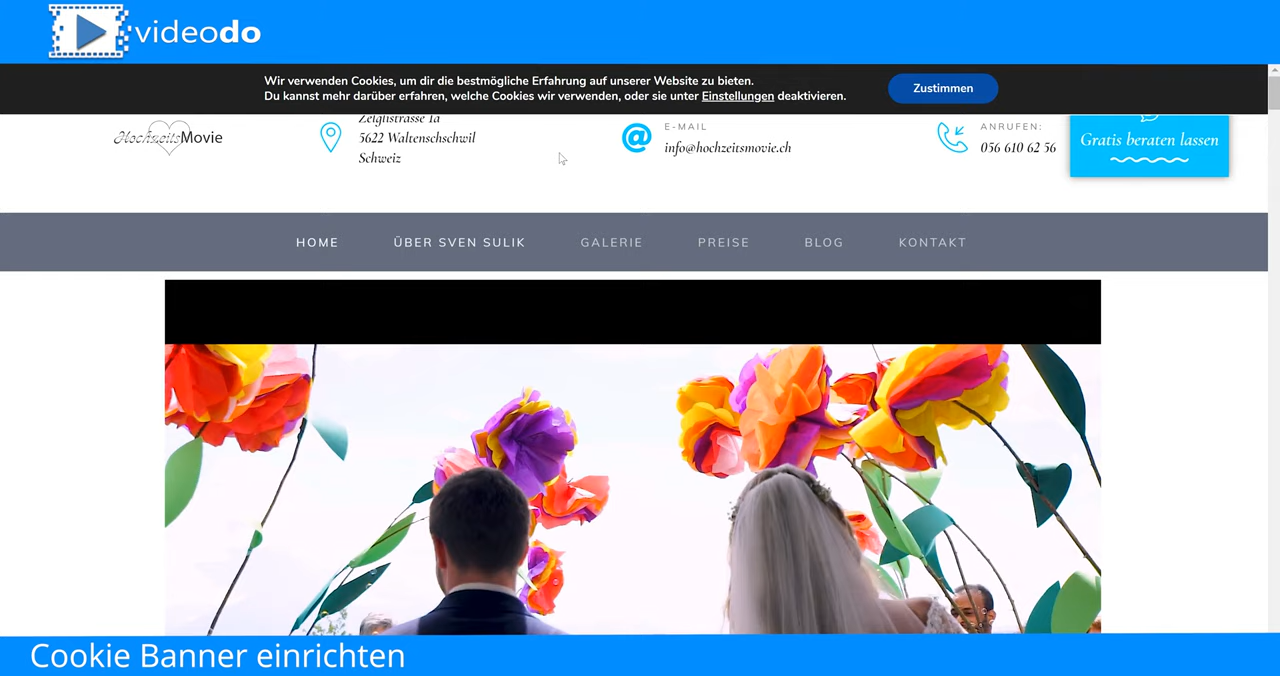 videodo
Wir verwenden Cookies, um dir die bestmögliche Erfahrung auf unserer Website zu bieten.
Du kannst mehr darüber erfahren, welche Cookies wir verwenden, oder sie unter Einstellungen deaktivieren.
Zustimmen
HochzeitsMovie
Zelglistrasse 1a
5622 Waltenschschwil
Schweiz
E-MAIL
info@hochzeitsmovie.ch
ANRUFEN:
056 610 62 56
Gratis beraten lassen
HOME
ÜBER SVEN SULIK
GALERIE
PREISE
BLOG
KONTAKT
Cookie Banner einrichten